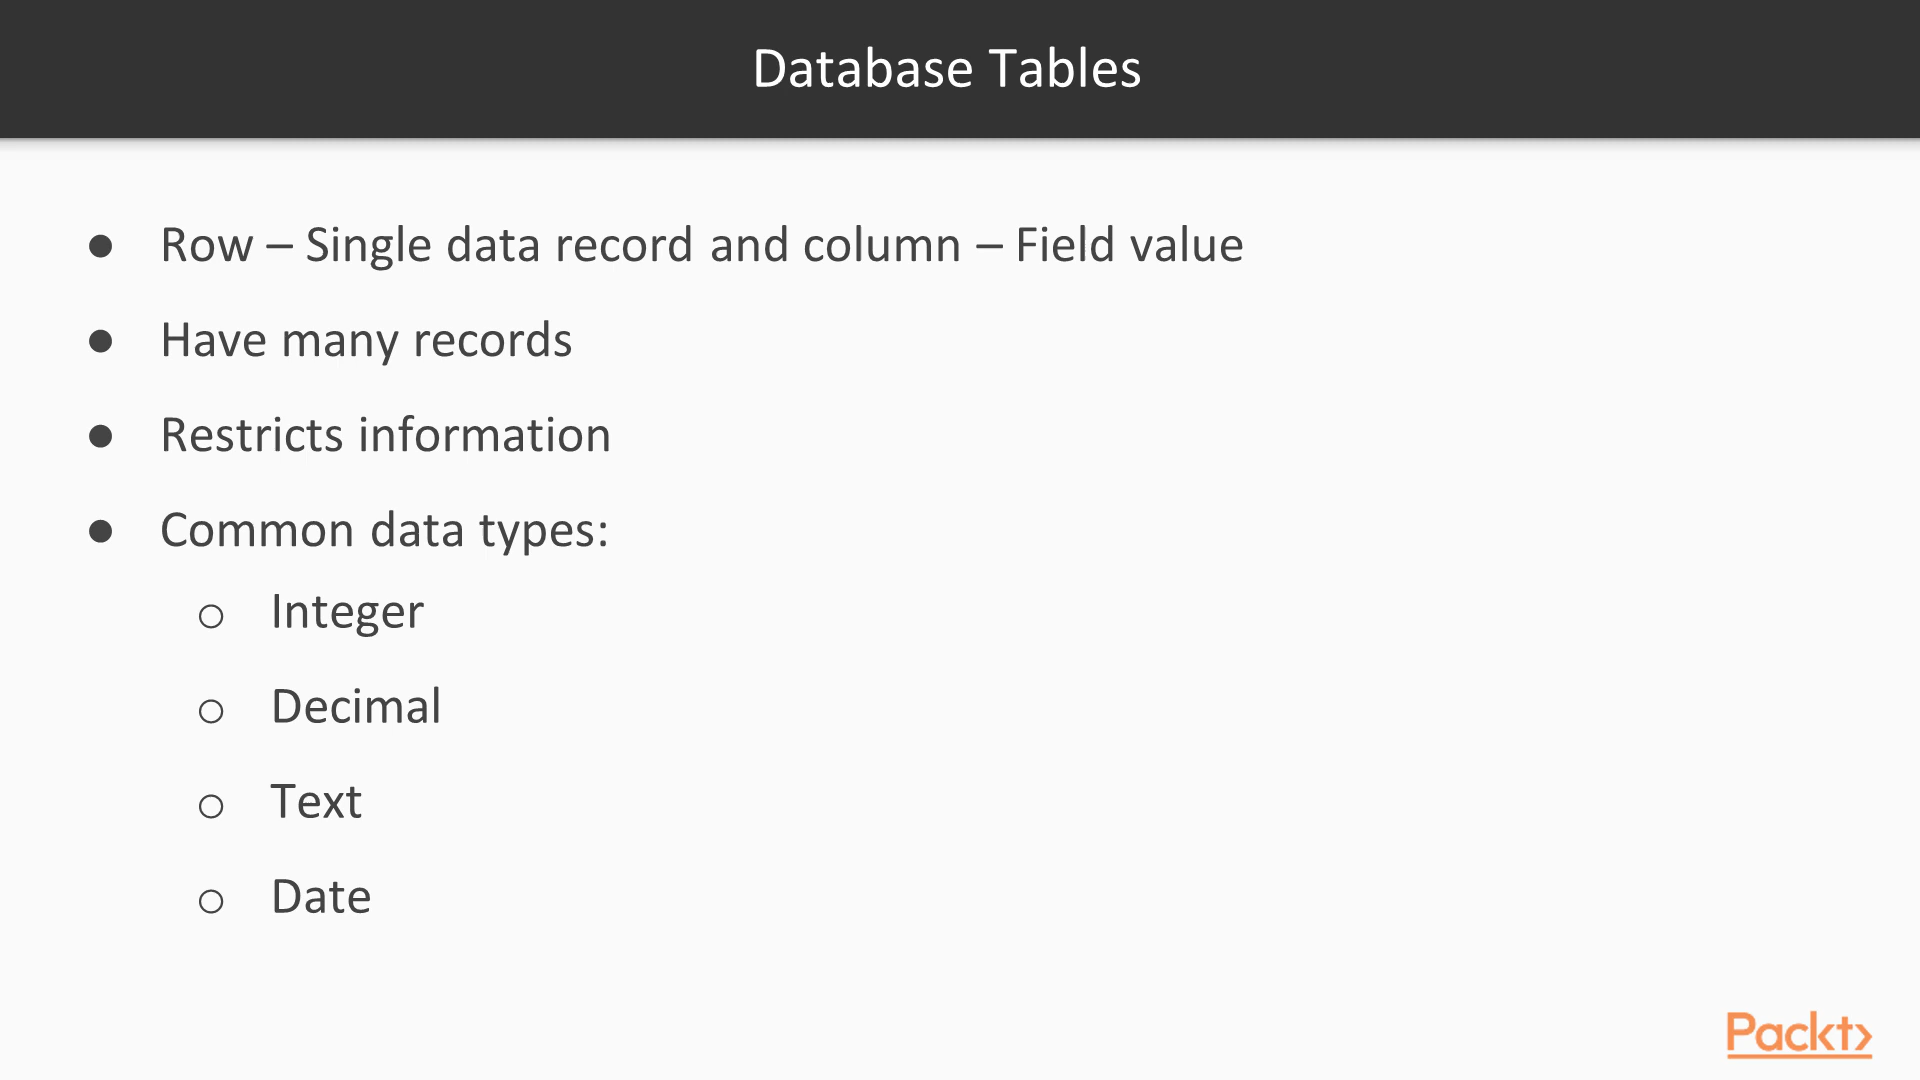 Database Tables
● Row – Single data record and column – Field value
● Have many records
● Restricts information
● Common data types:
○ Integer
○ Decimal
○ Text
○ Date
Packt>